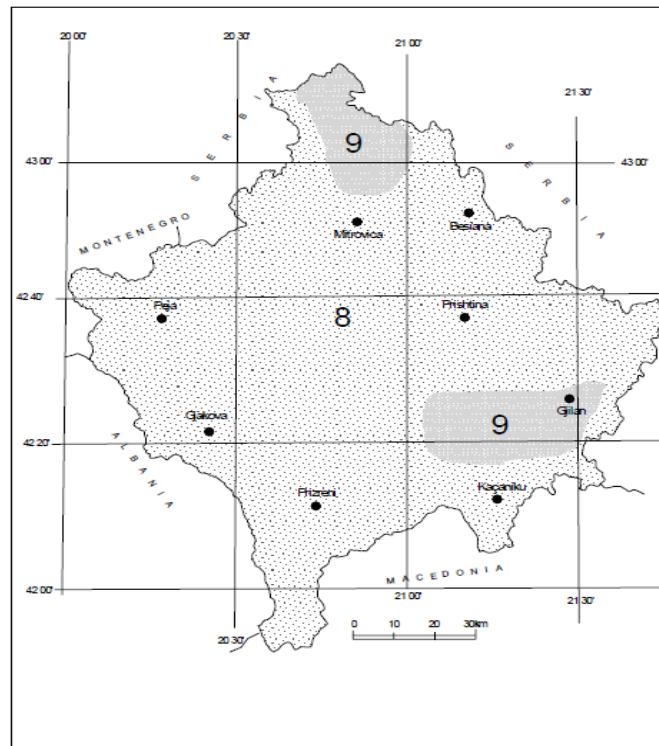 20 00'
20 30'
21 00'
21 30'
SERBIA
SERBIA
43 00
43 00
9
Mitrovica
Besiana
MONTENEGRO
42 40'
Peja
8
Prishtina
Gjilan
9
Gjakova
42 20'
ALBANIA
Kaçaniku
Prizreni
MACEDONIA
42 00'
21 00'
21 30'
20 30'
0 10 20 30km